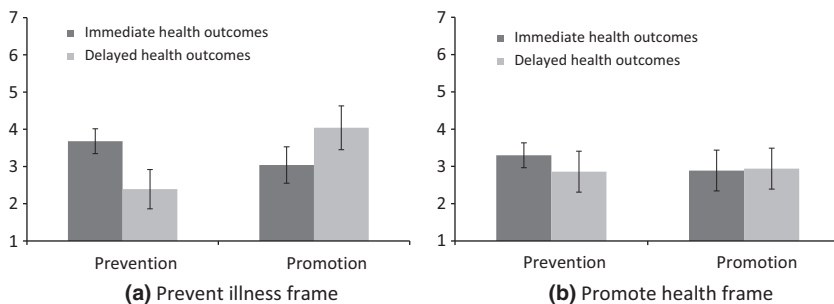 7
6
5
4
3
2
1
Immediate health outcomes
Delayed health outcomes
Prevention Promotion
(a) Prevent illness frame
7
6
5
4
3
2
1
Immediate health outcomes
Delayed health outcomes
Prevention Promotion
(b) Promote health frame